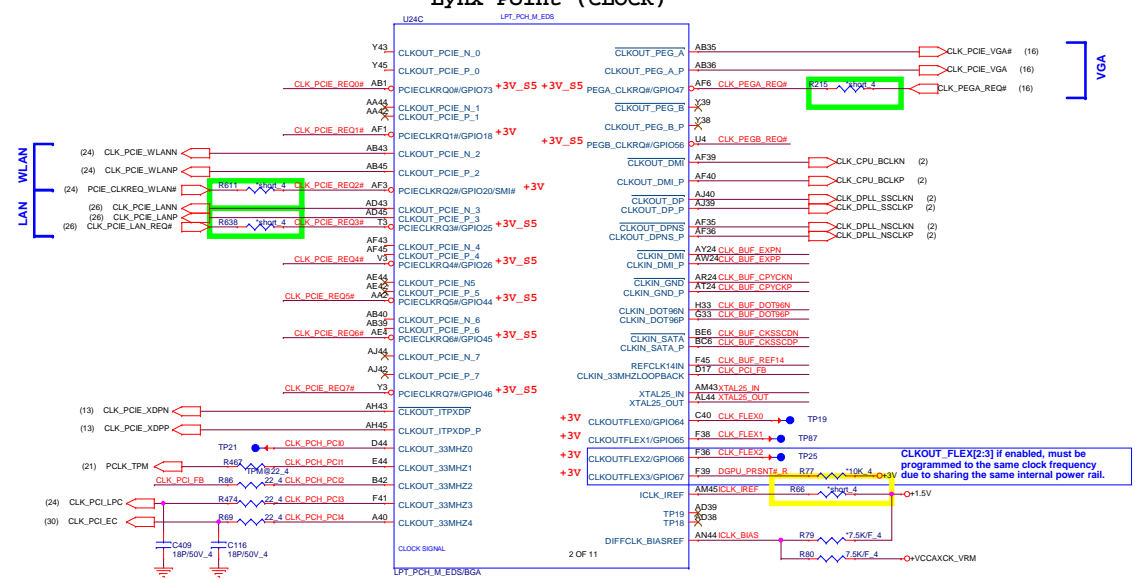 Lynx Point (CLOCK)
U24C
LPT_PCH_M_EDS
Y43 CLKOUT_PCIE_N_0
Y45 CLKOUT_PCIE_P_0
CLK_PCIE_REQ0# AB1 PCIECLKRQ0#/GPIO73 +3V_S5
AA44 CLKOUT_PCIE_N_1
AA42 CLKOUT_PCIE_P_1
CLK_PCIE_REQ1# AF1 PCIECLKRQ1#/GPIO18 +3V
WLAN
(24) CLK_PCIE_WLANN AB43 CLKOUT_PCIE_N_2
(24) CLK_PCIE_WLANP AB45 CLKOUT_PCIE_P_2
(24) PCIE_CLKREQ_WLAN# R611 *short_4 CLK_PCIE_REQ2# AF3 PCIECLKRQ2#/GPIO20/SMI# +3V
LAN
(26) CLK_PCIE_LANN AD43 CLKOUT_PCIE_N_3
(26) CLK_PCIE_LANP AD45 CLKOUT_PCIE_P_3
(26) CLK_PCIE_LAN_REQ# R638 *short_4 CLK_PCIE_REQ3# T3 PCIECLKRQ3#/GPIO25 +3V_S5
AF43 CLKOUT_PCIE_N_4
AF45 CLKOUT_PCIE_P_4
CLK_PCIE_REQ4# V3 PCIECLKRQ4#/GPIO26 +3V_S5
AE44 CLKOUT_PCIE_N5
AE42 CLKOUT_PCIE_P_5
CLK_PCIE_REQ5# AA2 PCIECLKRQ5#/GPIO44 +3V_S5
AB40 CLKOUT_PCIE_N_6
AB39 CLKOUT_PCIE_P_6
CLK_PCIE_REQ6# AE4 PCIECLKRQ6#/GPIO45 +3V_S5
AJ44 CLKOUT_PCIE_N_7
AJ42 CLKOUT_PCIE_P_7
CLK_PCIE_REQ7# Y3 PCIECLKRQ7#/GPIO46 +3V_S5
(13) CLK_PCIE_XDPN AH43 CLKOUT_ITPXDP
(13) CLK_PCIE_XDPP AH45 CLKOUT_ITPXDP_P
TP21 CLK_PCH_PCI0 D44 CLKOUT_33MHZ0
(21) PCLK_TPM R467 TPM@22_4 CLK_PCH_PCI1 E44 CLKOUT_33MHZ1
CLK_PCI_FB R86 22_4 CLK_PCH_PCI2 B42 CLKOUT_33MHZ2
(24) CLK_PCI_LPC R474 22_4 CLK_PCH_PCI3 F41 CLKOUT_33MHZ3
(30) CLK_PCI_EC R69 22_4 CLK_PCH_PCI4 A40 CLKOUT_33MHZ4
C409
18P/50V_4
C116
18P/50V_4
CLOCK SIGNAL
2 OF 11
LPT_PCH_M_EDS/BGA
CLKOUT_PEG_A AB35 CLK_PCIE_VGA# (16)
CLKOUT_PEG_A_P AB36 CLK_PCIE_VGA (16)
+3V_S5 PEGA_CLKRQ#/GPIO47 AF6 CLK_PEGA_REQ# R215 *short_4 CLK_PEGA_REQ# (16)
VGA
CLKOUT_PEG_B Y39
CLKOUT_PEG_B_P Y38
+3V_S5 PEGB_CLKRQ#/GPIO56 U4 CLK_PEGB_REQ#
CLKOUT_DMI AF39 CLK_CPU_BCLKN (2)
CLKOUT_DMI_P AF40 CLK_CPU_BCLKP (2)
CLKOUT_DP AJ40 CLK_DPLL_SSCLKN (2)
CLKOUT_DP_P AJ39 CLK_DPLL_SSCLKP (2)
CLKOUT_DPNS AF35 CLK_DPLL_NSCLKN (2)
CLKOUT_DPNS_P AF36 CLK_DPLL_NSCLKP (2)
CLKIN_DMI AY24 CLK_BUF_EXPN
CLKIN_DMI_P AW24 CLK_BUF_EXPP
CLKIN_GND AR24 CLK_BUF_CPYCKN
CLKIN_GND_P AT24 CLK_BUF_CPYCKP
CLKIN_DOT96N H33 CLK_BUF_DOT96N
CLKIN_DOT96P G33 CLK_BUF_DOT96P
CLKIN_SATA BE6 CLK_BUF_CKSSCDN
CLKIN_SATA_P BC6 CLK_BUF_CKSSCDP
REFCLK14IN F45 CLK_BUF_REF14
CLKIN_33MHZLOOPBACK D17 CLK_PCI_FB
XTAL25_IN AM43 XTAL25_IN
XTAL25_OUT AL44 XTAL25_OUT
+3V CLKOUTFLEX0/GPIO64 C40 CLK_FLEX0 TP19
+3V CLKOUTFLEX1/GPIO65 F38 CLK_FLEX1 TP87
+3V CLKOUTFLEX2/GPIO66 F36 CLK_FLEX2 TP25
+3V CLKOUTFLEX3/GPIO67 F39 DGPU_PRSNT#_R R77 *10K_4 +3V
CLKOUT_FLEX[2:3] if enabled, must be
programmed to the same clock frequency
due to sharing the same internal power rail.
ICLK_IREF AM45 ICLK_IREF R66 *short_4 +1.5V
TP19 AD39
TP18 AD38
DIFFCLK_BIASREF AN44 ICLK_BIAS R79 *7.5K/F_4
R80 7.5K/F_4 +VCCAXCK_VRM